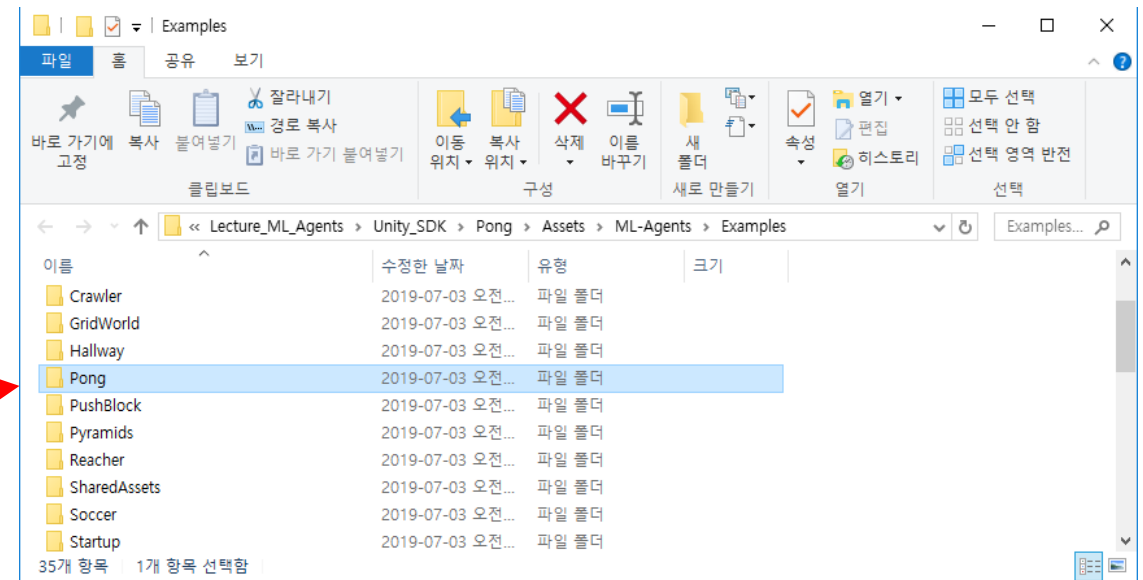 Examples
파일 홈 공유 보기
바로 가기에 고정
복사
붙여넣기
잘라내기
경로 복사
바로 가기 붙여넣기
클립보드
이동 위치
복사 위치
삭제
이름 바꾸기
구성
새 폴더
새로 만들기
속성
열기
편집
히스토리
열기
모두 선택
선택 안 함
선택 영역 반전
선택
« Lecture_ML_Agents > Unity_SDK > Pong > Assets > ML-Agents > Examples
Examples...
이름 수정한 날짜 유형 크기
Crawler 2019-07-03 오전... 파일 폴더
GridWorld 2019-07-03 오전... 파일 폴더
Hallway 2019-07-03 오전... 파일 폴더
Pong 2019-07-03 오전... 파일 폴더
PushBlock 2019-07-03 오전... 파일 폴더
Pyramids 2019-07-03 오전... 파일 폴더
Reacher 2019-07-03 오전... 파일 폴더
SharedAssets 2019-07-03 오전... 파일 폴더
Soccer 2019-07-03 오전... 파일 폴더
Startup 2019-07-03 오전... 파일 폴더
35개 항목 1개 항목 선택함